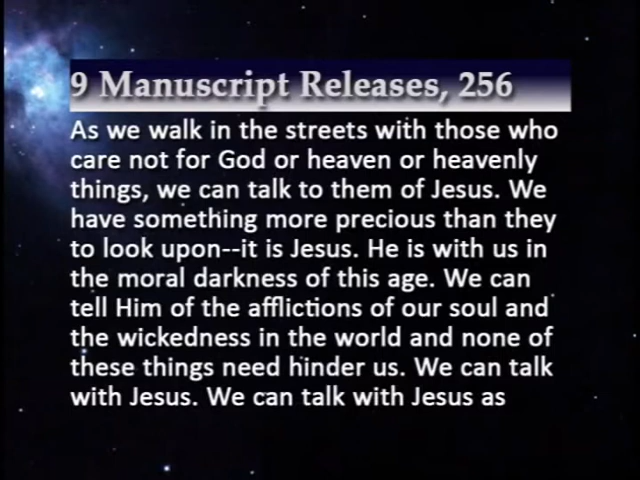 9 Manuscript Releases, 256
As we walk in the streets with those who
care not for God or heaven or heavenly
things, we can talk to them of Jesus. We
have something more precious than they
to look upon--it is Jesus. He is with us in
the moral darkness of this age. We can
tell Him of the afflictions of our soul and
the wickedness in the world and none of
these things need hinder us. We can talk
with Jesus. We can talk with Jesus as